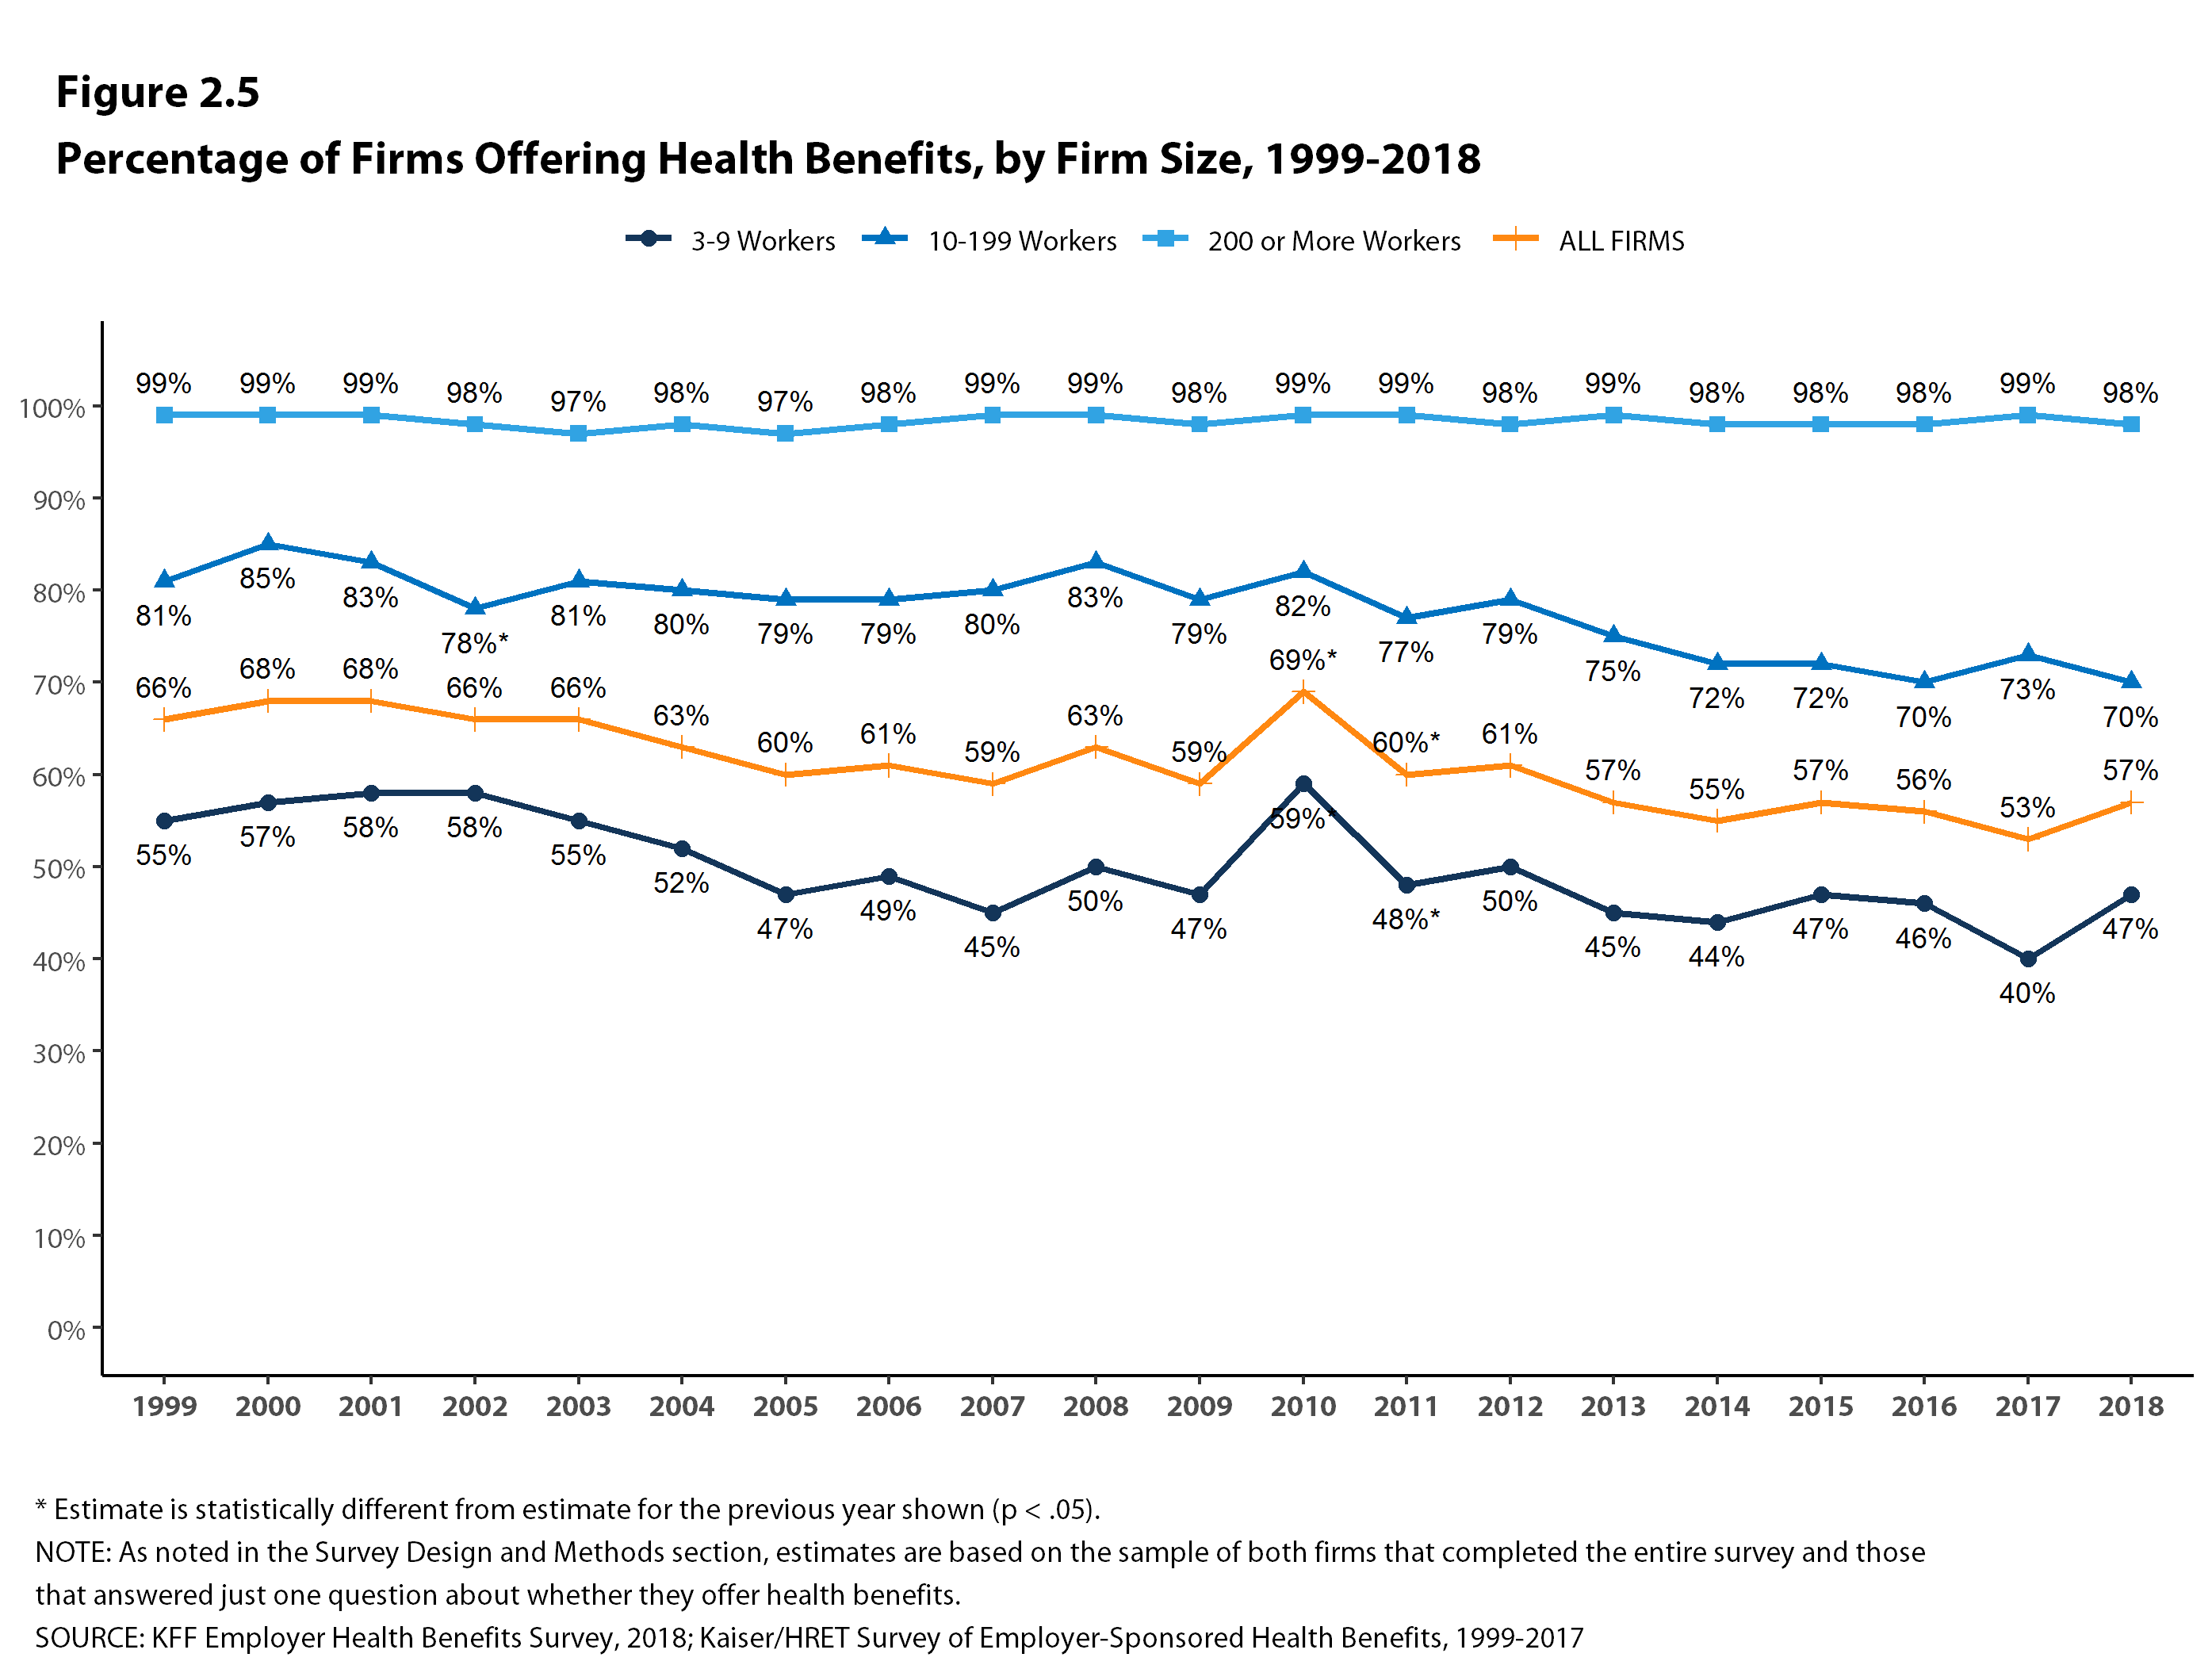 Figure 2.5
Percentage of Firms Offering Health Benefits, by Firm Size, 1999-2018
3-9 Workers 10-199 Workers 200 or More Workers ALL FIRMS
99% 99% 99% 98% 97% 98% 97% 98% 99% 99% 98% 99% 99% 98% 99% 98% 98% 98% 99% 98%
100%
90%
81% 85% 83% 78%* 81% 80% 79% 79% 80% 83% 79% 82% 77% 79% 75% 72% 72% 70% 73% 70%
80%
66% 68% 68% 66% 66% 63% 60% 61% 59% 63% 59% 69%* 60%* 61% 57% 55% 57% 56% 53% 57%
70%
60%
55% 57% 58% 58% 55% 52% 47% 49% 45% 50% 47% 59%* 48%* 50% 45% 44% 47% 46% 40% 47%
50%
40%
30%
20%
10%
0%
1999 2000 2001 2002 2003 2004 2005 2006 2007 2008 2009 2010 2011 2012 2013 2014 2015 2016 2017 2018
* Estimate is statistically different from estimate for the previous year shown (p < .05).
NOTE: As noted in the Survey Design and Methods section, estimates are based on the sample of both firms that completed the entire survey and those
that answered just one question about whether they offer health benefits.
SOURCE: KFF Employer Health Benefits Survey, 2018; Kaiser/HRET Survey of Employer-Sponsored Health Benefits, 1999-2017